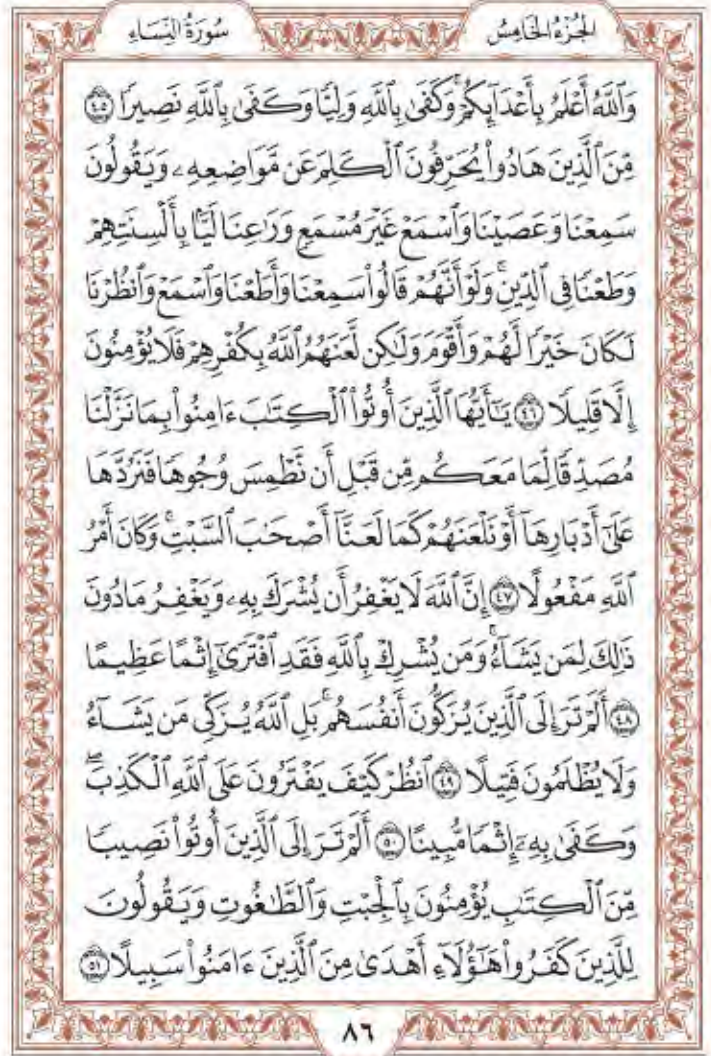 الجُزْءُ الخَامِسُ
سُورَةُ النِّسَاءِ
وَٱللَّهُ أَعْلَمُ بِأَعْدَآئِكُمْ ۚ وَكَفَىٰ بِٱللَّهِ وَلِيًّا وَكَفَىٰ بِٱللَّهِ نَصِيرًا ٤٥
مِّنَ ٱلَّذِينَ هَادُوا۟ يُحَرِّفُونَ ٱلْكَلِمَ عَن مَّوَاضِعِهِۦ وَيَقُولُونَ
سَمِعْنَا وَعَصَيْنَا وَٱسْمَعْ غَيْرَ مُسْمَعٍ وَرَٰعِنَا لَيًّۢا بِأَلْسِنَتِهِمْ
وَطَعْنًا فِى ٱلدِّينِ ۚ وَلَوْ أَنَّهُمْ قَالُوا۟ سَمِعْنَا وَأَطَعْنَا وَٱسْمَعْ وَٱنظُرْنَا
لَكَانَ خَيْرًا لَّهُمْ وَأَقْوَمَ وَلَٰكِن لَّعَنَهُمُ ٱللَّهُ بِكُفْرِهِمْ فَلَا يُؤْمِنُونَ
إِلَّا قَلِيلًا ٤٦ يَٰٓأَيُّهَا ٱلَّذِينَ أُوتُوا۟ ٱلْكِتَٰبَ ءَامِنُوا۟ بِمَا نَزَّلْنَا
مُصَدِّقًا لِّمَا مَعَكُم مِّن قَبْلِ أَن نَّطْمِسَ وُجُوهًا فَنَرُدَّهَا
عَلَىٰٓ أَدْبَارِهَآ أَوْ نَلْعَنَهُمْ كَمَا لَعَنَّآ أَصْحَٰبَ ٱلسَّبْتِ ۚ وَكَانَ أَمْرُ
ٱللَّهِ مَفْعُولًا ٤٧ إِنَّ ٱللَّهَ لَا يَغْفِرُ أَن يُشْرَكَ بِهِۦ وَيَغْفِرُ مَا دُونَ
ذَٰلِكَ لِمَن يَشَآءُ ۚ وَمَن يُشْرِكْ بِٱللَّهِ فَقَدِ ٱفْتَرَىٰٓ إِثْمًا عَظِيمًا
٤٨ أَلَمْ تَرَ إِلَى ٱلَّذِينَ يُزَكُّونَ أَنفُسَهُم ۚ بَلِ ٱللَّهُ يُزَكِّى مَن يَشَآءُ
وَلَا يُظْلَمُونَ فَتِيلًا ٤٩ ٱنظُرْ كَيْفَ يَفْتَرُونَ عَلَى ٱللَّهِ ٱلْكَذِبَ ۖ
وَكَفَىٰ بِهِۦٓ إِثْمًا مُّبِينًا ٥٠ أَلَمْ تَرَ إِلَى ٱلَّذِينَ أُوتُوا۟ نَصِيبًا
مِّنَ ٱلْكِتَٰبِ يُؤْمِنُونَ بِٱلْجِبْتِ وَٱلطَّٰغُوتِ وَيَقُولُونَ
لِلَّذِينَ كَفَرُوا۟ هَٰٓؤُلَآءِ أَهْدَىٰ مِنَ ٱلَّذِينَ ءَامَنُوا۟ سَبِيلًا ٥١
٨٦